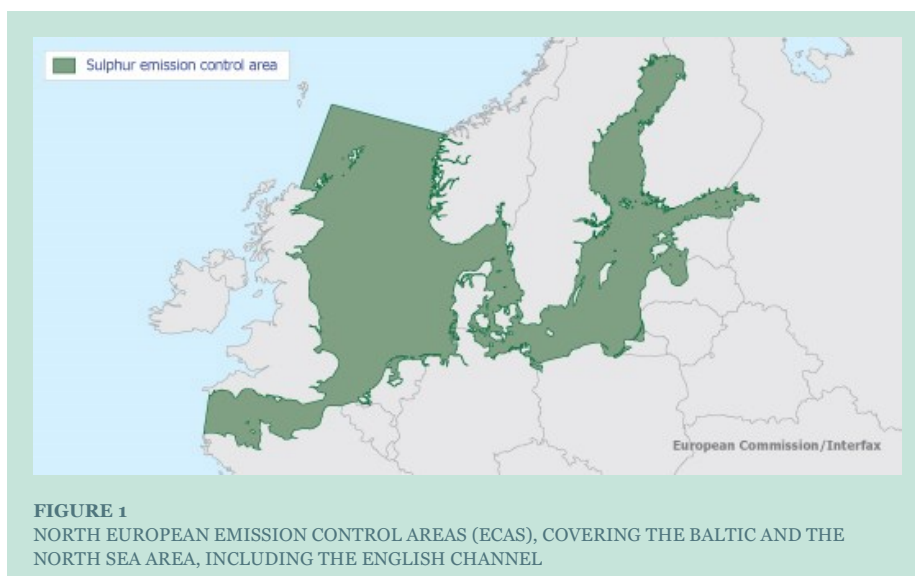 Sulphur emission control area
European Commission/Interfax
FIGURE 1
NORTH EUROPEAN EMISSION CONTROL AREAS (ECAS), COVERING THE BALTIC AND THE
NORTH SEA AREA, INCLUDING THE ENGLISH CHANNEL